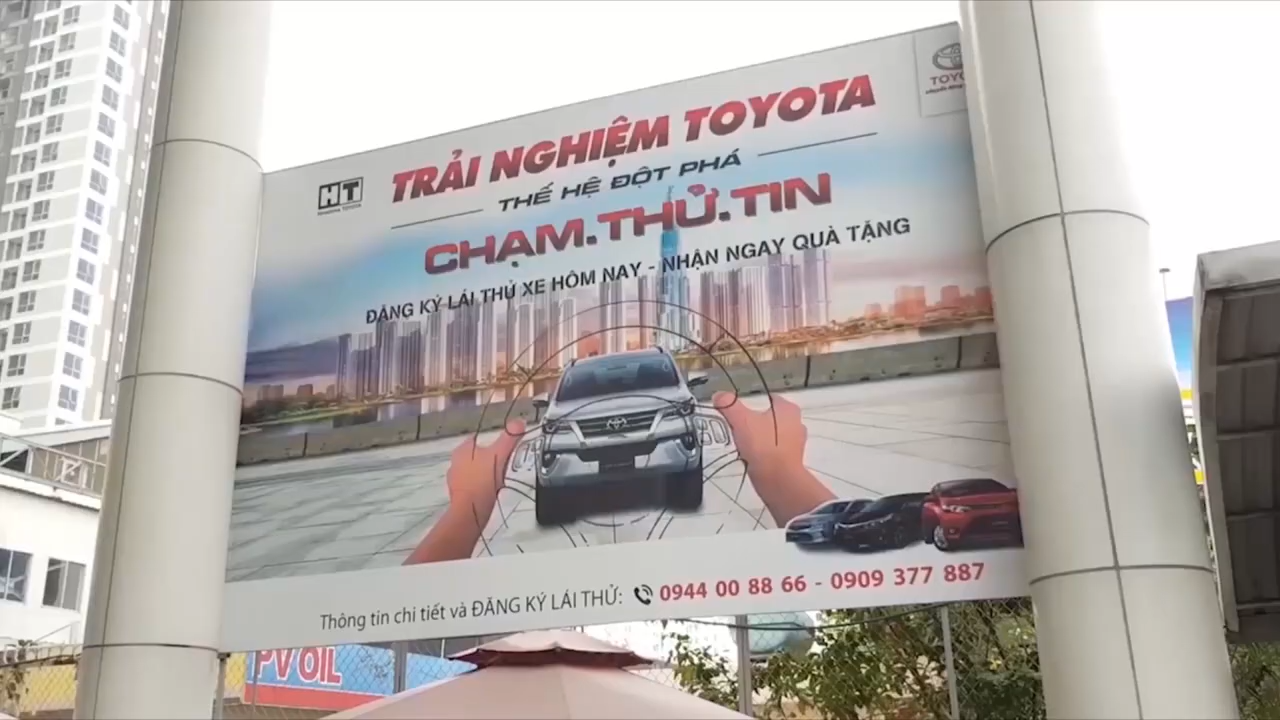 TRẢI NGHIỆM TOYOTA
THẾ HỆ ĐỘT PHÁ
CHẠM.THỬ.TIN
ĐĂNG KÝ LÁI THỬ XE HÔM NAY - NHẬN NGAY QUÀ TẶNG
HT
Thông tin chi tiết và ĐĂNG KÝ LÁI THỬ: 0944 00 88 66 - 0909 377 887
PV OIL